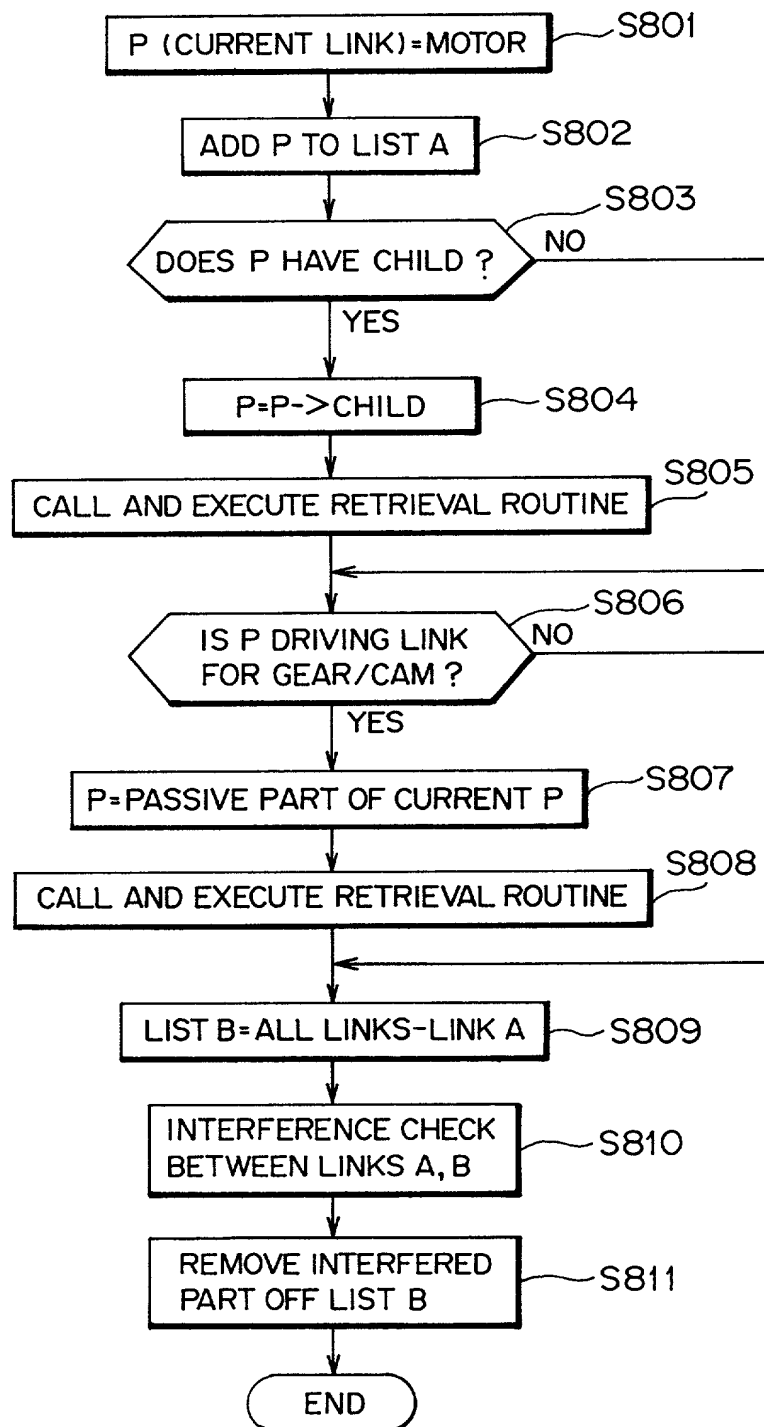 P (CURRENT LINK)=MOTOR
S801
ADD P TO LIST A
S802
S803
DOES P HAVE CHILD ?
NO
YES
P=P->CHILD
S804
S805
CALL AND EXECUTE RETRIEVAL ROUTINE
S806
IS P DRIVING LINK
FOR GEAR/CAM ?
NO
YES
P=PASSIVE PART OF CURRENT P
S807
S808
CALL AND EXECUTE RETRIEVAL ROUTINE
LIST B=ALL LINKS-LINK A
S809
INTERFERENCE CHECK
BETWEEN LINKS A, B
S810
REMOVE INTERFERED
PART OFF LIST B
S811
END